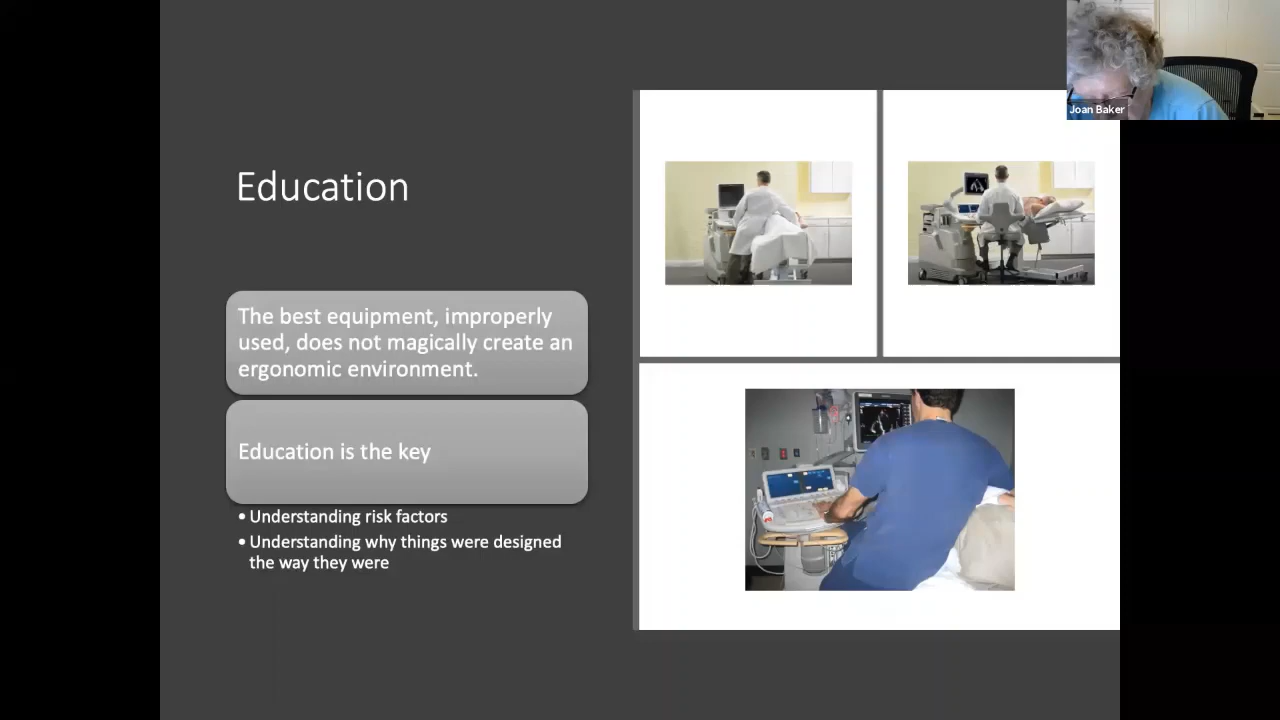 Joan Baker
Education
The best equipment, improperly
used, does not magically create an
ergonomic environment.
Education is the key
• Understanding risk factors
• Understanding why things were designed
the way they were